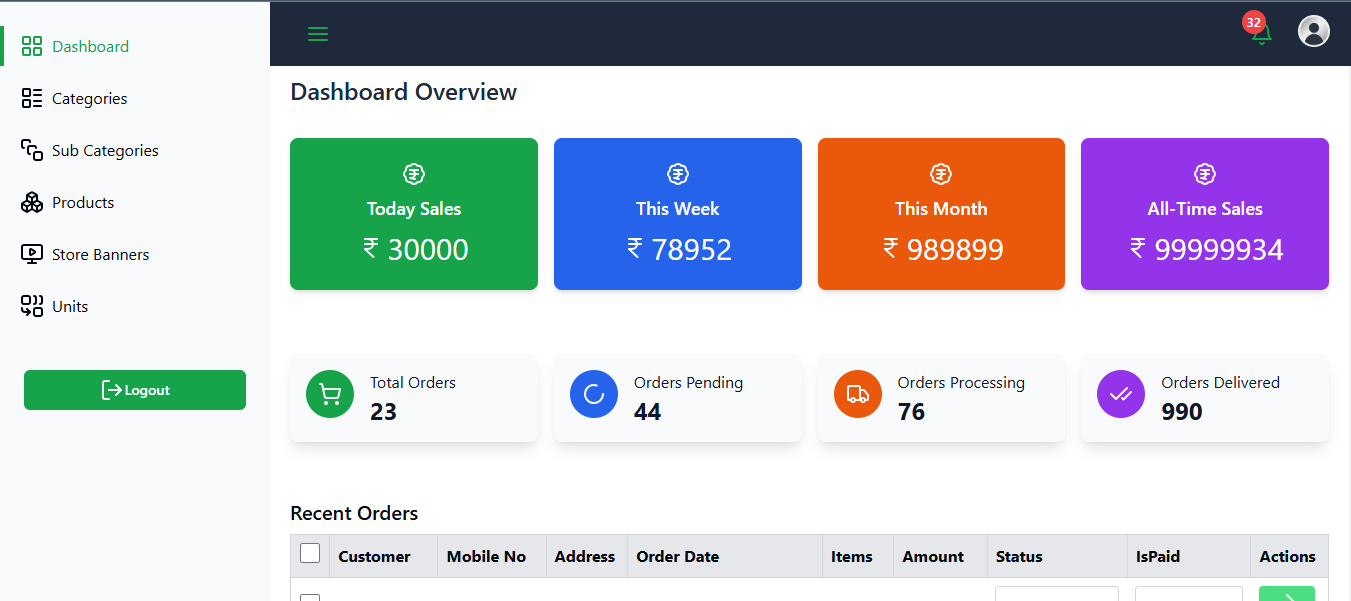 32
Dashboard
Categories
Sub Categories
Products
Store Banners
Units
Logout
Dashboard Overview
Today Sales
₹ 30000
This Week
₹ 78952
This Month
₹ 989899
All-Time Sales
₹ 99999934
Total Orders
23
Orders Pending
44
Orders Processing
76
Orders Delivered
990
Recent Orders
Customer Mobile No Address Order Date Items Amount Status IsPaid Actions